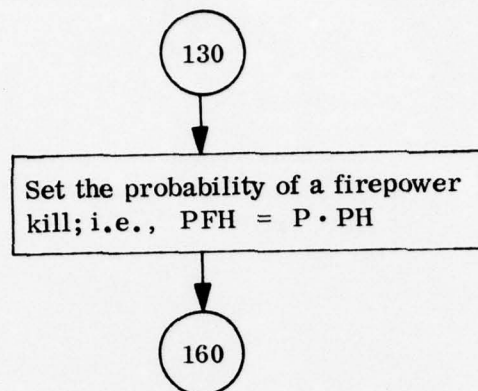 130
Set the probability of a firepower
kill; i.e., PFH = P · PH
160